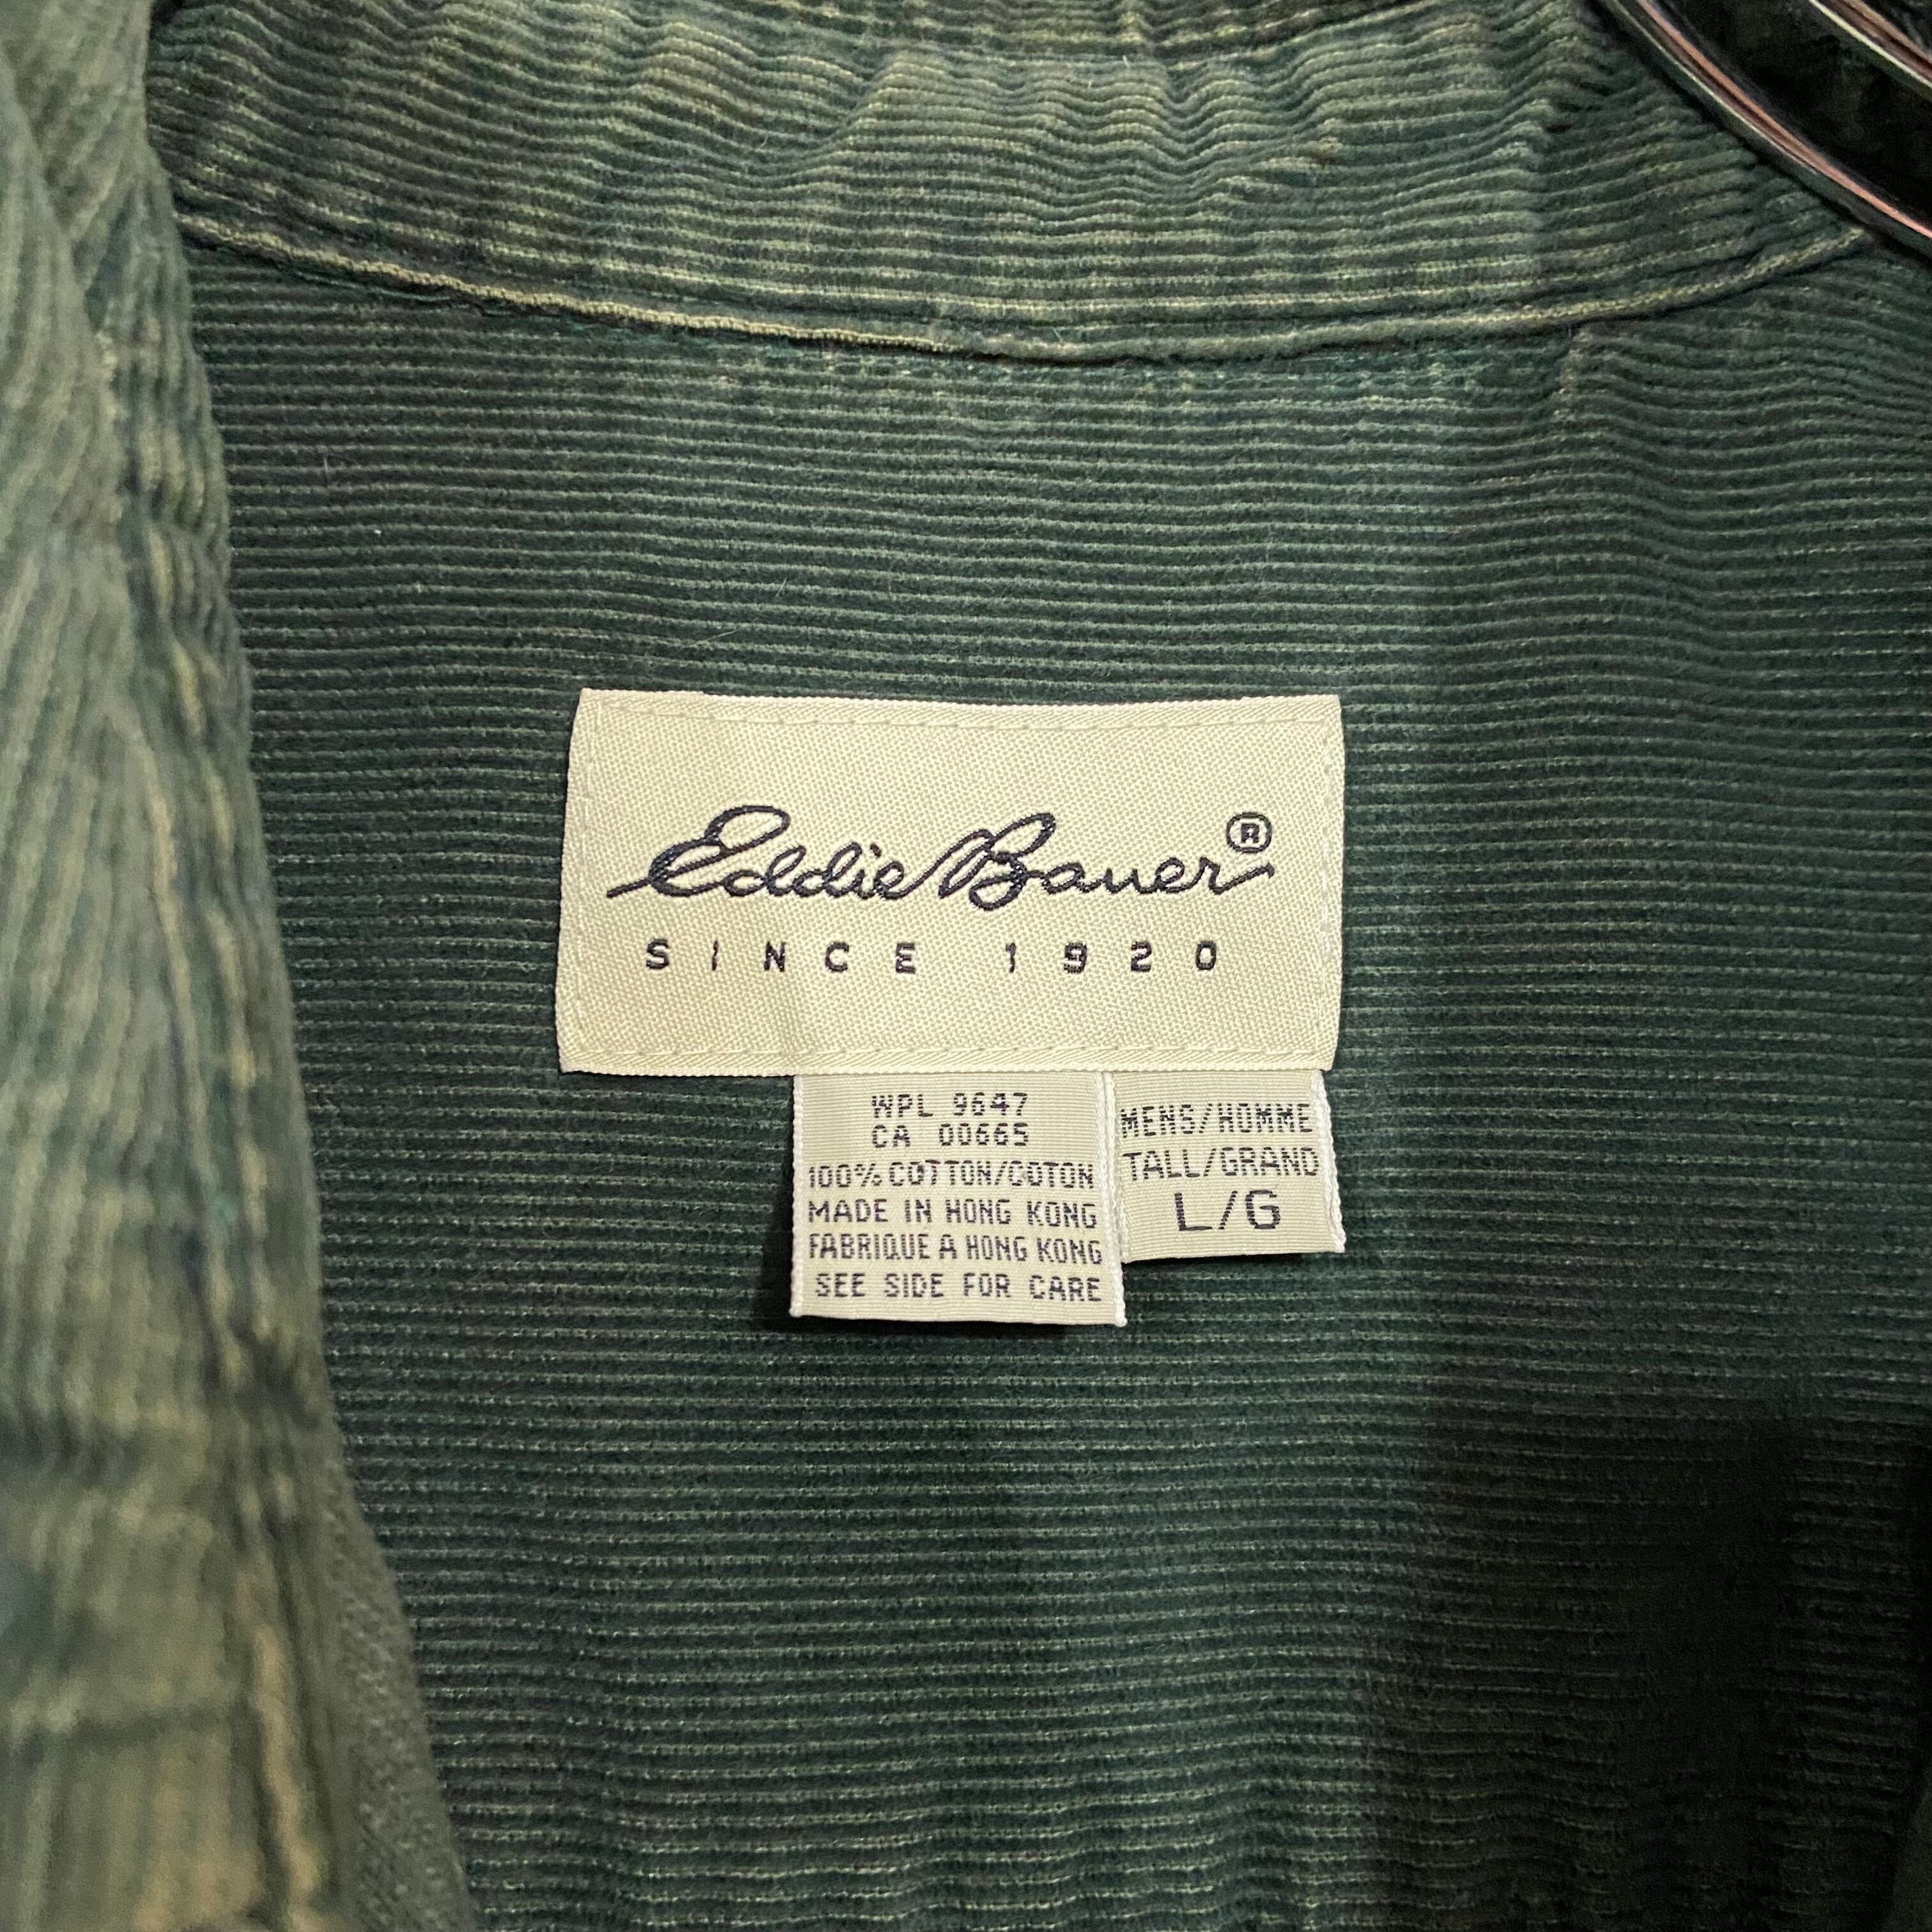 Eddie Bauer®
SINCE 1920
WPL 9647
CA 00665
100% COTTON/COTON
MADE IN HONG KONG
FABRIQUE A HONG KONG
SEE SIDE FOR CARE
MENS/HOMME
TALL/GRAND
L/G